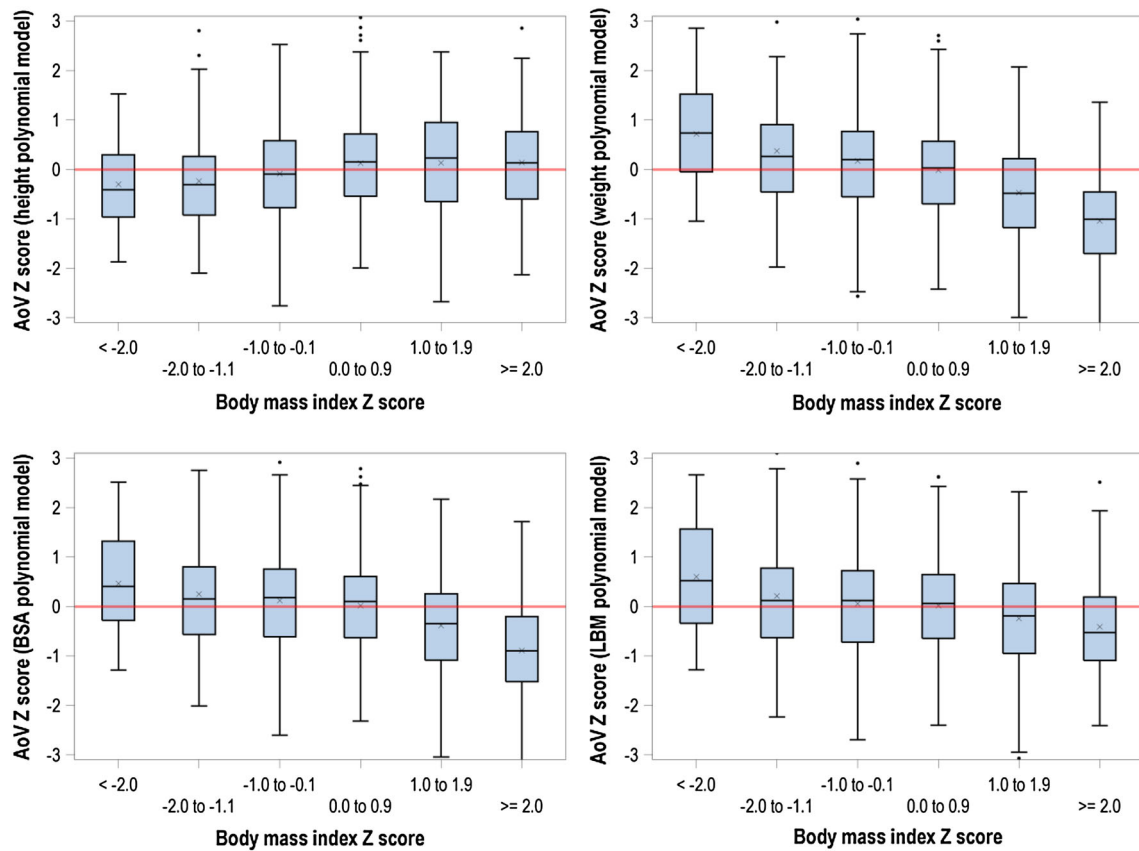 AoV Z score (height polynomial model)
3
2
1
0
-1
-2
-3
< -2.0
-1.0 to -0.1
1.0 to 1.9
-2.0 to -1.1
0.0 to 0.9
>= 2.0
Body mass index Z score
AoV Z score (weight polynomial model)
3
2
1
0
-1
-2
-3
< -2.0
-1.0 to -0.1
1.0 to 1.9
-2.0 to -1.1
0.0 to 0.9
>= 2.0
Body mass index Z score
AoV Z score (BSA polynomial model)
3
2
1
0
-1
-2
-3
< -2.0
-1.0 to -0.1
1.0 to 1.9
-2.0 to -1.1
0.0 to 0.9
>= 2.0
Body mass index Z score
AoV Z score (LBM polynomial model)
3
2
1
0
-1
-2
-3
< -2.0
-1.0 to -0.1
1.0 to 1.9
-2.0 to -1.1
0.0 to 0.9
>= 2.0
Body mass index Z score